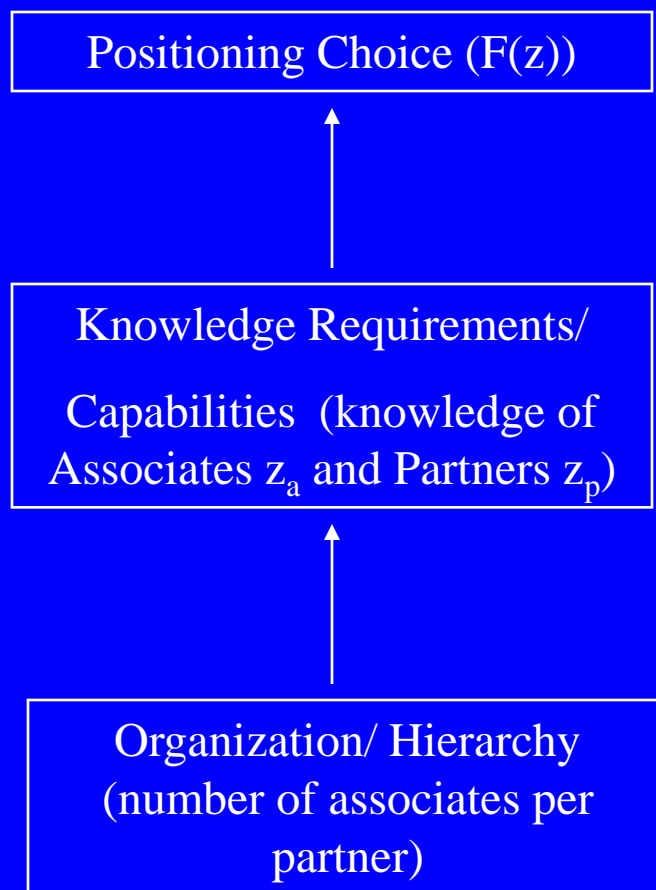 Positioning Choice (F(z))
Knowledge Requirements/
Capabilities (knowledge of
Associates zₐ and Partners zₚ)
Organization/ Hierarchy
(number of associates per
partner)